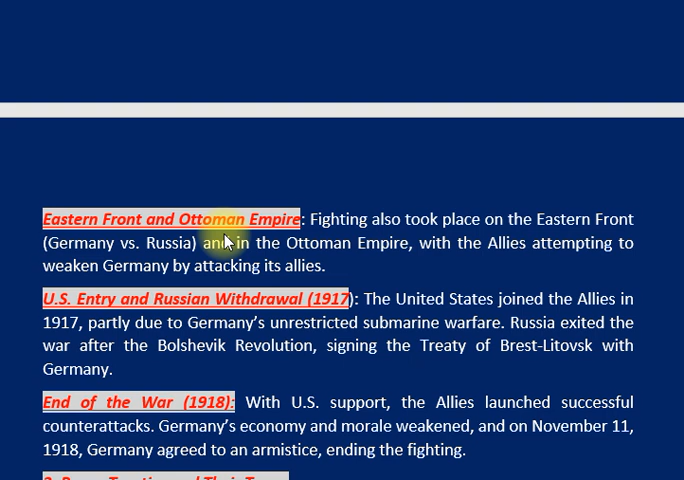 Eastern Front and Ottoman Empire: Fighting also took place on the Eastern Front
(Germany vs. Russia) and in the Ottoman Empire, with the Allies attempting to
weaken Germany by attacking its allies.
U.S. Entry and Russian Withdrawal (1917): The United States joined the Allies in
1917, partly due to Germany’s unrestricted submarine warfare. Russia exited the
war after the Bolshevik Revolution, signing the Treaty of Brest-Litovsk with
Germany.
End of the War (1918): With U.S. support, the Allies launched successful
counterattacks. Germany’s economy and morale weakened, and on November 11,
1918, Germany agreed to an armistice, ending the fighting.